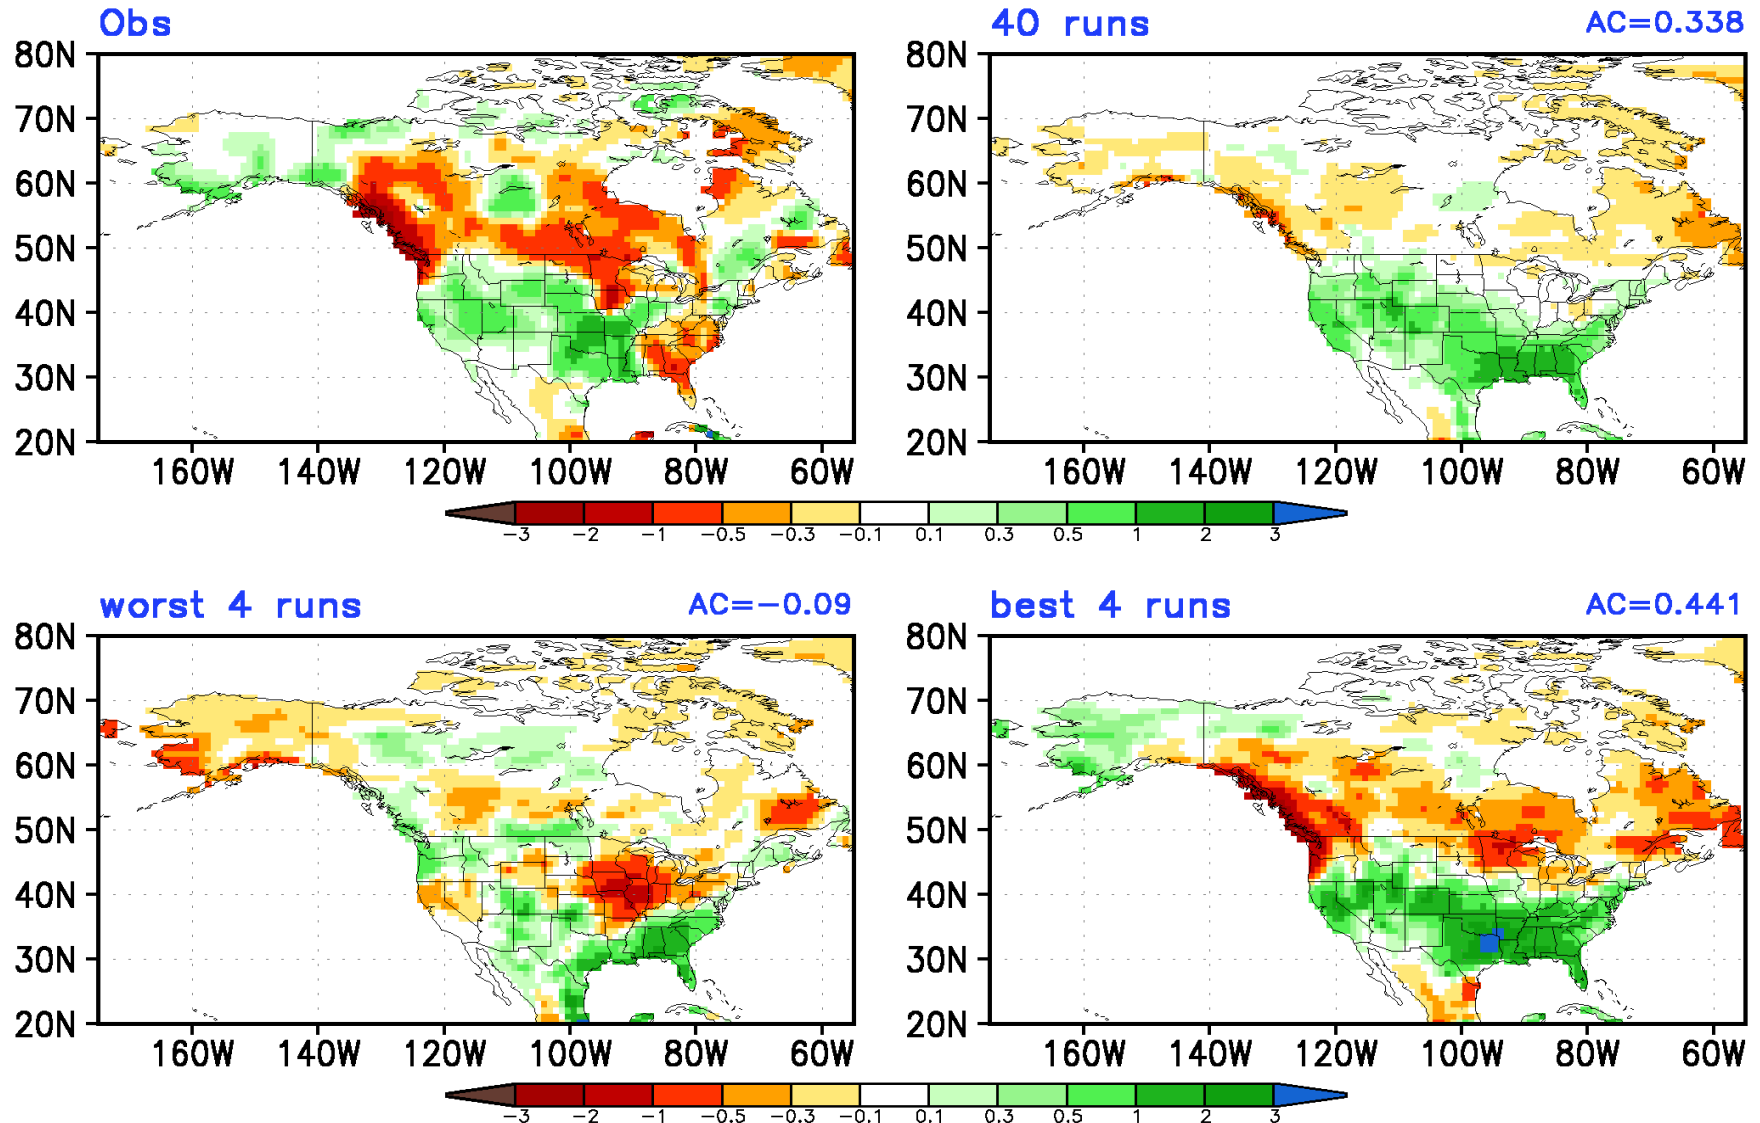 Obs
40 runs AC=0.338
80N 80N
70N 70N
60N 60N
50N 50N
40N 40N
30N 30N
20N 20N
160W 140W 120W 100W 80W 60W 160W 140W 120W 100W 80W 60W
-3 -2 -1 -0.5 -0.3 -0.1 0.1 0.3 0.5 1 2 3
worst 4 runs AC=-0.09
best 4 runs AC=0.441
80N 80N
70N 70N
60N 60N
50N 50N
40N 40N
30N 30N
20N 20N
160W 140W 120W 100W 80W 60W 160W 140W 120W 100W 80W 60W
-3 -2 -1 -0.5 -0.3 -0.1 0.1 0.3 0.5 1 2 3